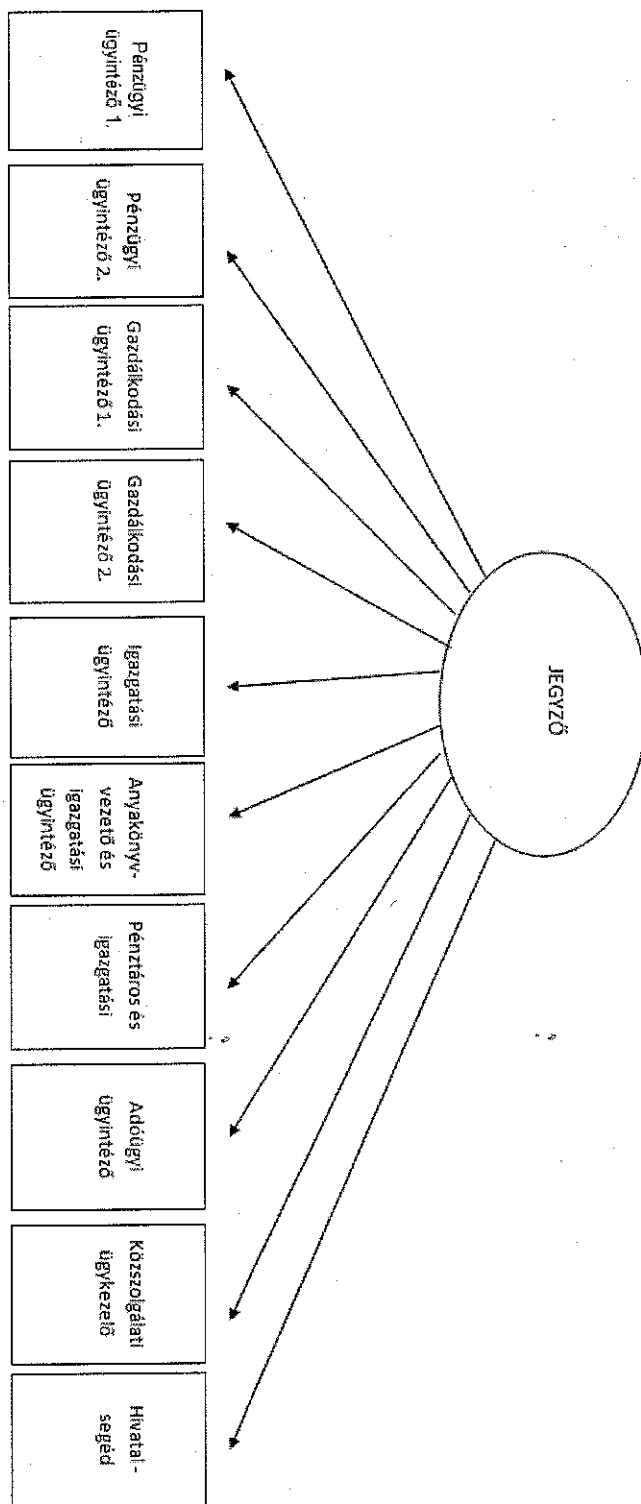 JEGYZŐ
Pénzügyi
ügyintéző 1.
Pénzügyi
ügyintéző 2.
Gazdálkodási
ügyintéző 1.
Gazdálkodási
ügyintéző 2.
Igazgatási
ügyintéző
Anyakönyv-
vezető és
igazgatási
ügyintéző
Pénztáros és
igazgatási
Adóügyi
ügyintéző
Közszolgálati
ügykezelő
Hivatal-
segéd